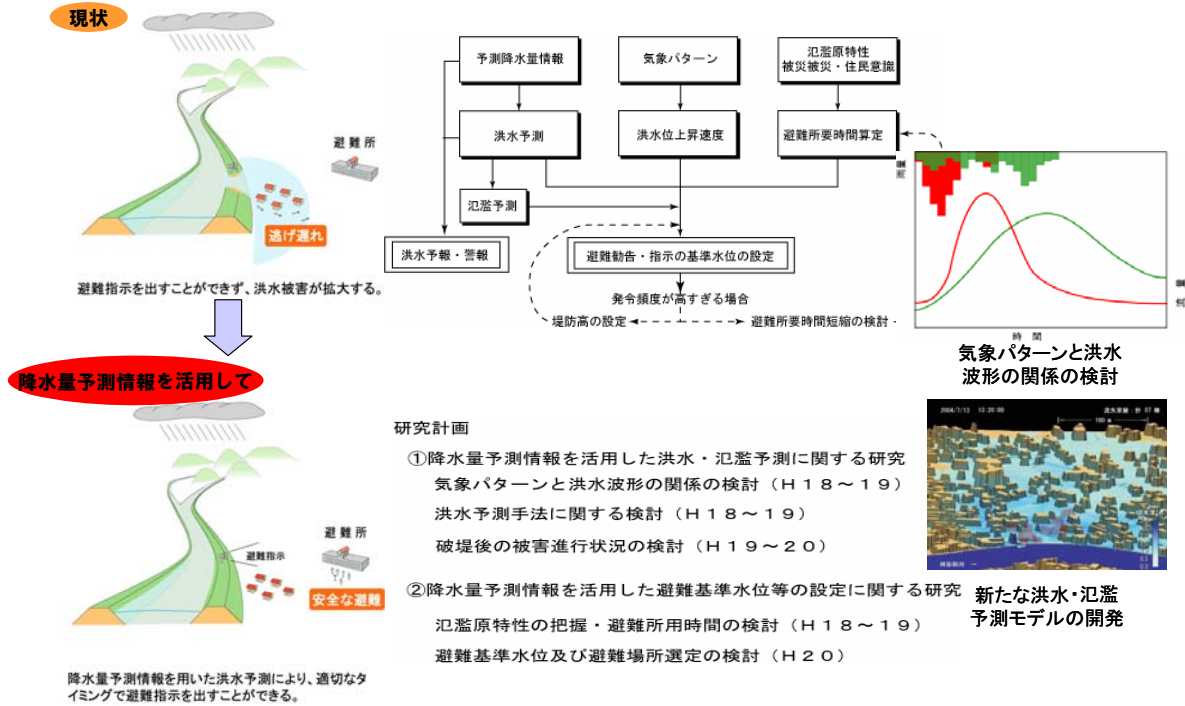 現状
避難所
逃げ遅れ
避難指示を出すことができず、洪水被害が拡大する。
降水量予測情報を活用して
避難所
避難指示
安全な避難
降水量予測情報を用いた洪水予測により、適切なタ
イミングで避難指示を出すことができる。
予測降水量情報
気象パターン
氾濫原特性
被災被災・住民意識
洪水予測
洪水位上昇速度
避難所要時間算定
氾濫予測
洪水予報・警報
避難勧告・指示の基準水位の設定
発令頻度が高すぎる場合
堤防高の設定
避難所要時間短縮の検討
雨量
流量
時間
気象パターンと洪水
波形の関係の検討
研究計画
①降水量予測情報を活用した洪水・氾濫予測に関する研究
気象パターンと洪水波形の関係の検討（Ｈ１８～１９）
洪水予測手法に関する検討（Ｈ１８～１９）
破堤後の被害進行状況の検討（Ｈ１９～２０）
②降水量予測情報を活用した避難基準水位等の設定に関する研究
氾濫原特性の把握・避難所用時間の検討（Ｈ１８～１９）
避難基準水位及び避難場所選定の検討（Ｈ２０）
2004/7/13 13:20:00
流失家屋：計 07 棟
新たな洪水・氾濫
予測モデルの開発